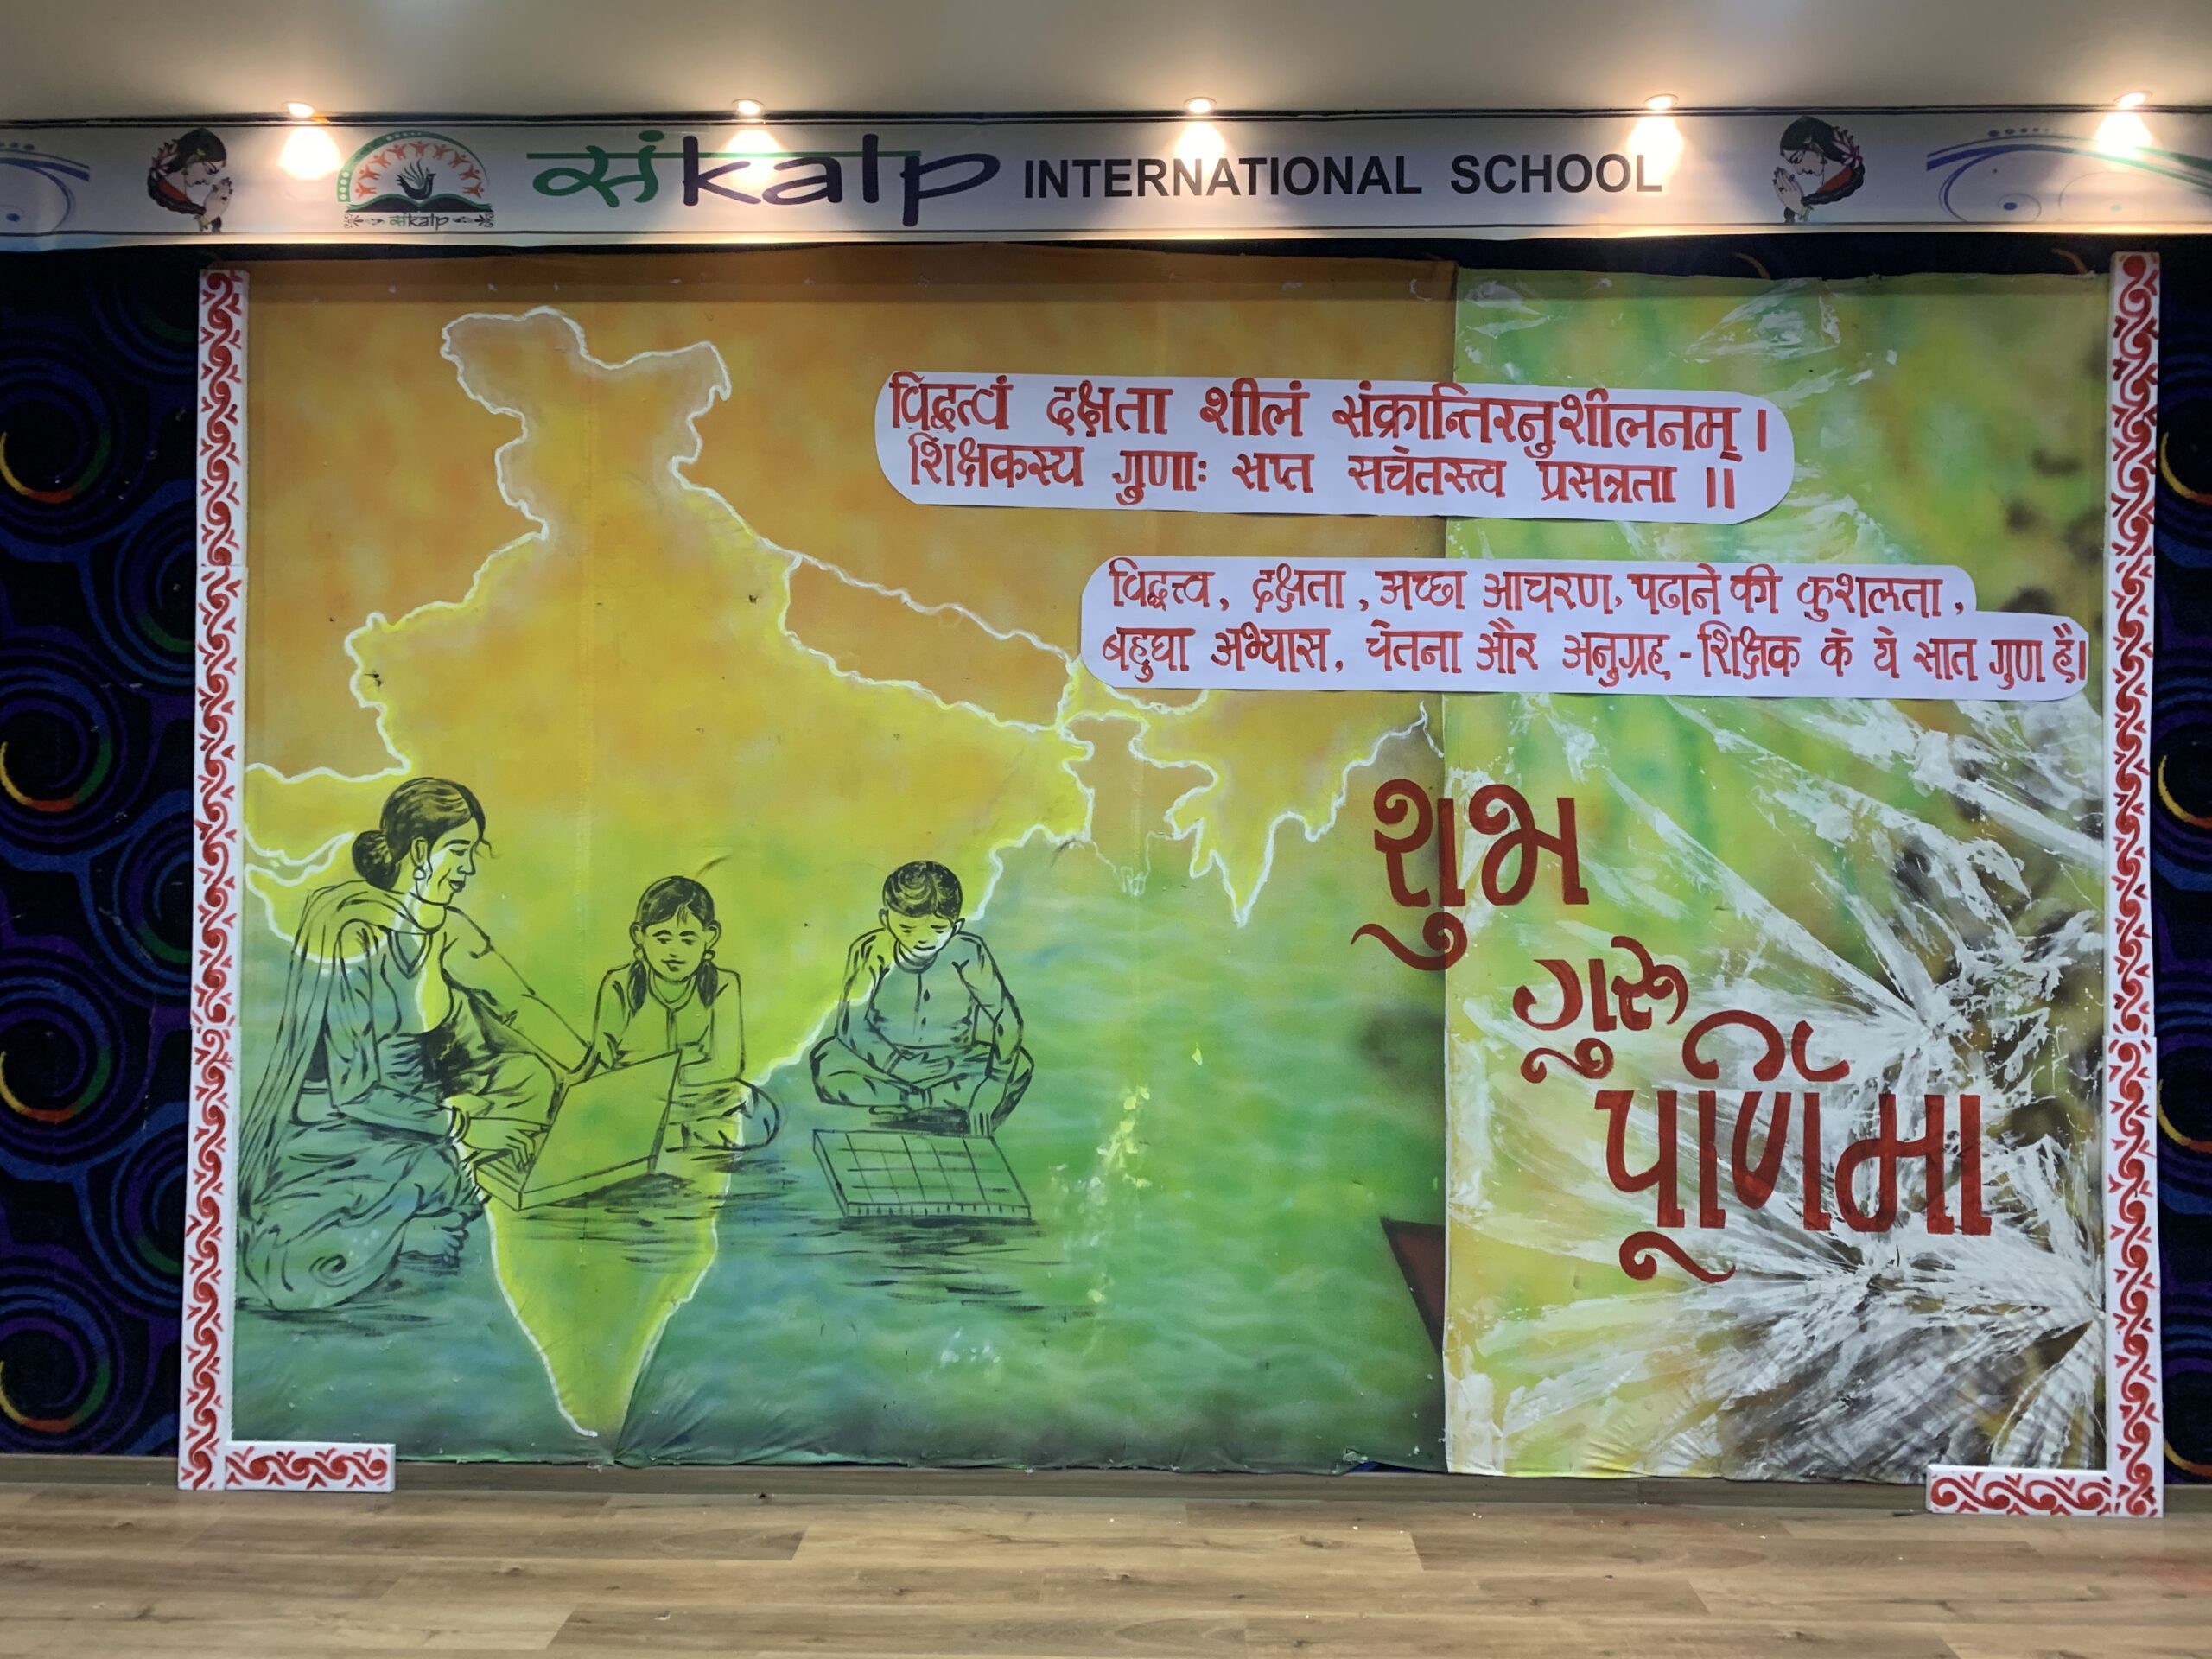 संkalp INTERNATIONAL SCHOOL
संkalp
विद्वत्वं दक्षता शीलं संक्रान्तिरनुशीलनम् ।
शिक्षकस्य गुणाः सप्त सचेतस्त्व प्रसन्नता ॥
विद्वत्त्व, दक्षता, अच्छा आचरण, पढाने की कुशलता,
बहुधा अभ्यास, चेतना और अनुग्रह - शिक्षक के ये सात गुण है।
શુભ
ગુરુ
પૂર્ણિમા